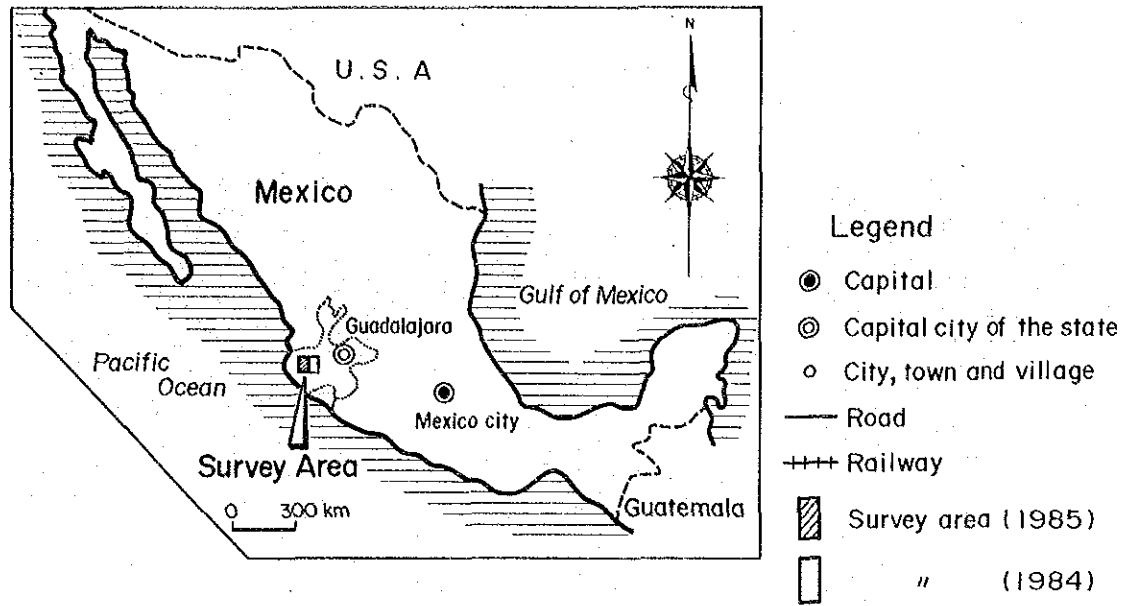 N
U. S. A
Mexico
Gulf of Mexico
Guadalajara
Pacific
Ocean
Mexico city
Survey Area
0 300 km
Guatemala
Legend
Capital
Capital city of the state
City, town and village
Road
Railway
Survey area (1985)
" (1984)